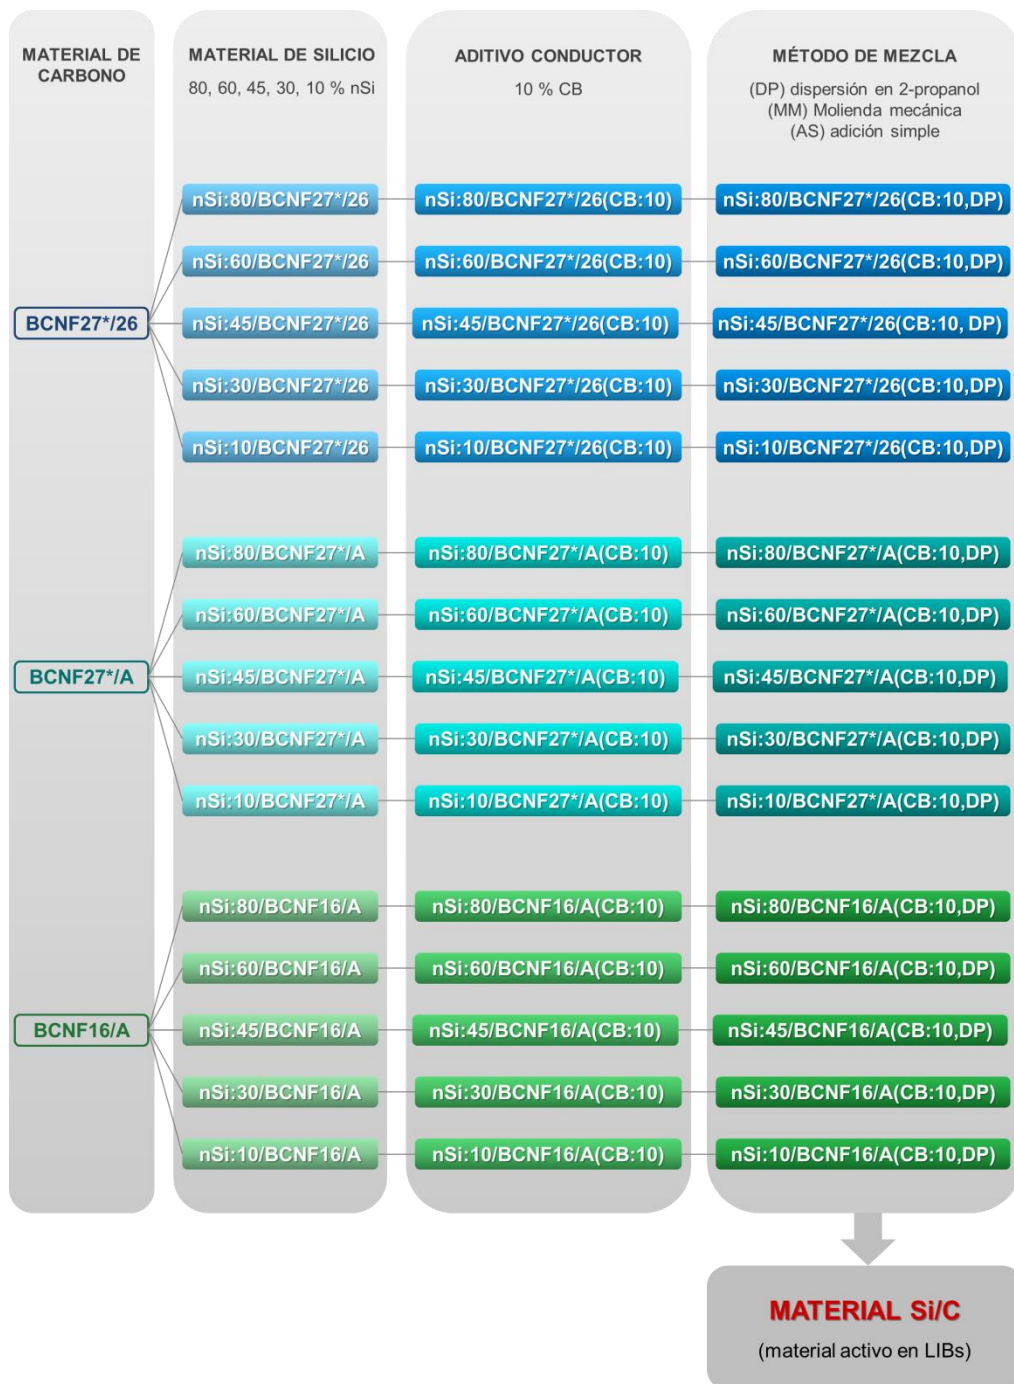 MATERIAL DE
CARBONO
MATERIAL DE SILICIO
80, 60, 45, 30, 10 % nSi
ADITIVO CONDUCTOR
10 % CB
MÉTODO DE MEZCLA
(DP) dispersión en 2-propanol
(MM) Molienda mecánica
(AS) adición simple
nSi:80/BCNF27*/26 nSi:80/BCNF27*/26(CB:10) nSi:80/BCNF27*/26(CB:10,DP)
nSi:60/BCNF27*/26 nSi:60/BCNF27*/26(CB:10) nSi:60/BCNF27*/26(CB:10,DP)
BCNF27*/26 nSi:45/BCNF27*/26 nSi:45/BCNF27*/26(CB:10) nSi:45/BCNF27*/26(CB:10, DP)
nSi:30/BCNF27*/26 nSi:30/BCNF27*/26(CB:10) nSi:30/BCNF27*/26(CB:10,DP)
nSi:10/BCNF27*/26 nSi:10/BCNF27*/26(CB:10) nSi:10/BCNF27*/26(CB:10,DP)
nSi:80/BCNF27*/A nSi:80/BCNF27*/A(CB:10) nSi:80/BCNF27*/A(CB:10,DP)
nSi:60/BCNF27*/A nSi:60/BCNF27*/A(CB:10) nSi:60/BCNF27*/A(CB:10,DP)
BCNF27*/A nSi:45/BCNF27*/A nSi:45/BCNF27*/A(CB:10) nSi:45/BCNF27*/A(CB:10,DP)
nSi:30/BCNF27*/A nSi:30/BCNF27*/A(CB:10) nSi:30/BCNF27*/A(CB:10,DP)
nSi:10/BCNF27*/A nSi:10/BCNF27*/A(CB:10) nSi:10/BCNF27*/A(CB:10,DP)
nSi:80/BCNF16/A nSi:80/BCNF16/A(CB:10) nSi:80/BCNF16/A(CB:10,DP)
nSi:60/BCNF16/A nSi:60/BCNF16/A(CB:10) nSi:60/BCNF16/A(CB:10,DP)
BCNF16/A nSi:45/BCNF16/A nSi:45/BCNF16/A(CB:10) nSi:45/BCNF16/A(CB:10,DP)
nSi:30/BCNF16/A nSi:30/BCNF16/A(CB:10) nSi:30/BCNF16/A(CB:10,DP)
nSi:10/BCNF16/A nSi:10/BCNF16/A(CB:10) nSi:10/BCNF16/A(CB:10,DP)
MATERIAL Si/C
(material activo en LIBs)